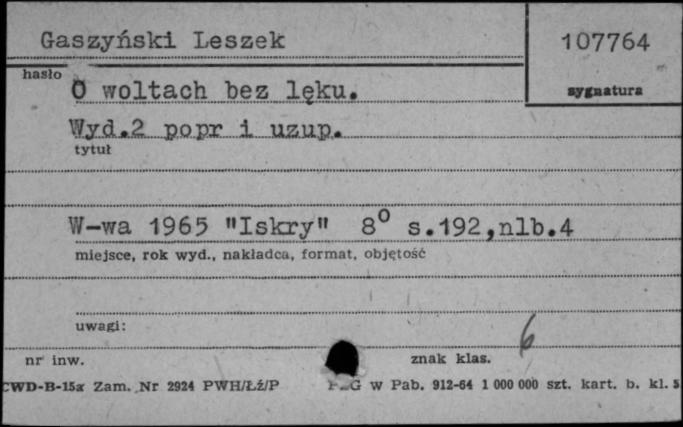 Gaszyński Leszek
107764
hasło
sygnatura
O woltach bez lęku.
Wyd.2 popr i uzup.
tytuł
W-wa 1965 "Iskry" 8° s.192,nlb.4
miejsce, rok wyd., nakładca, format, objętość
uwagi:
6
nr inw.
znak klas.
CWD-B-15a Zam. Nr 2924 PWH/Łź/P W Pab. 912-64 1 000 000 szt. kart. b. kl. 5